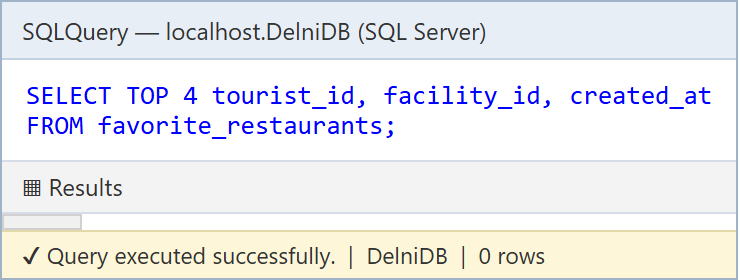 SQLQuery — localhost.DelniDB (SQL Server)
SELECT TOP 4 tourist_id, facility_id, created_at
FROM favorite_restaurants;
▦ Results
✔ Query executed successfully. | DelniDB | 0 rows